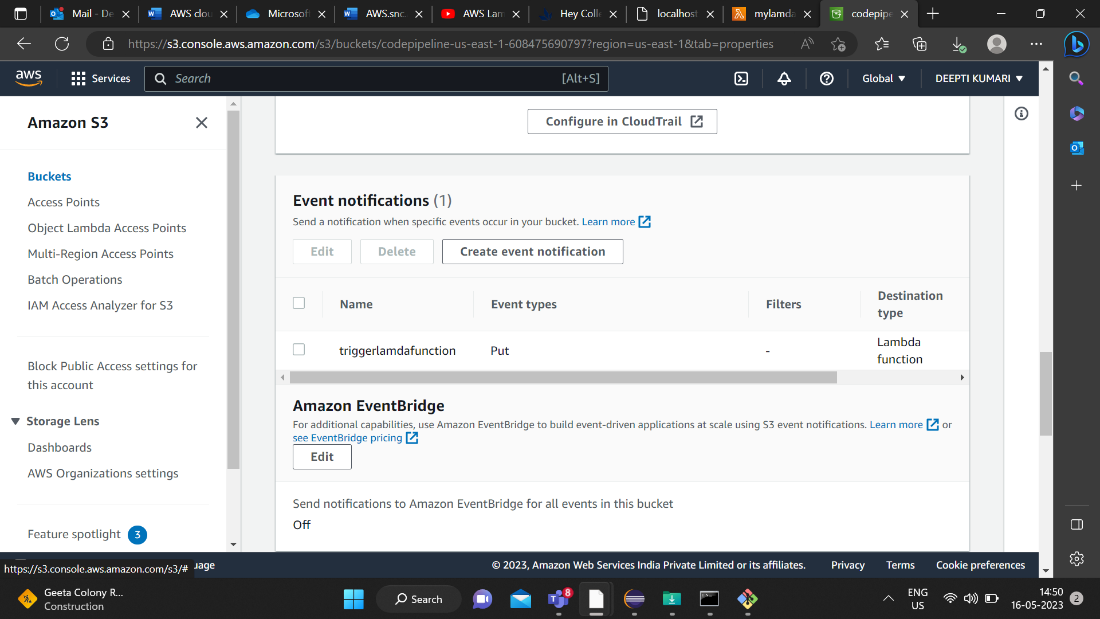 Mail - De
AWS clou
Microsof
AWS.snc.
AWS Lam
Hey Colle
localhost
mylamda
codepipe
https://s3.console.aws.amazon.com/s3/buckets/codepipeline-us-east-1-608475690797?region=us-east-1&tab=properties
aws
Services
Search
[Alt+S]
Global
DEEPTI KUMARI
Amazon S3
Buckets
Access Points
Object Lambda Access Points
Multi-Region Access Points
Batch Operations
IAM Access Analyzer for S3
Block Public Access settings for
this account
Storage Lens
Dashboards
AWS Organizations settings
Feature spotlight 3
Configure in CloudTrail
Event notifications (1)
Send a notification when specific events occur in your bucket. Learn more
Edit
Delete
Create event notification
Name
Event types
Filters
Destination
type
triggerlamdafunction
Put
-
Lambda
function
Amazon EventBridge
For additional capabilities, use Amazon EventBridge to build event-driven applications at scale using S3 event notifications. Learn more or
see EventBridge pricing
Edit
Send notifications to Amazon EventBridge for all events in this bucket
Off
https://s3.console.aws.amazon.com/s3/#
uage
© 2023, Amazon Web Services India Private Limited or its affiliates.
Privacy
Terms
Cookie preferences
Geeta Colony R...
Construction
Search
8
ENG
US
14:50
16-05-2023
2